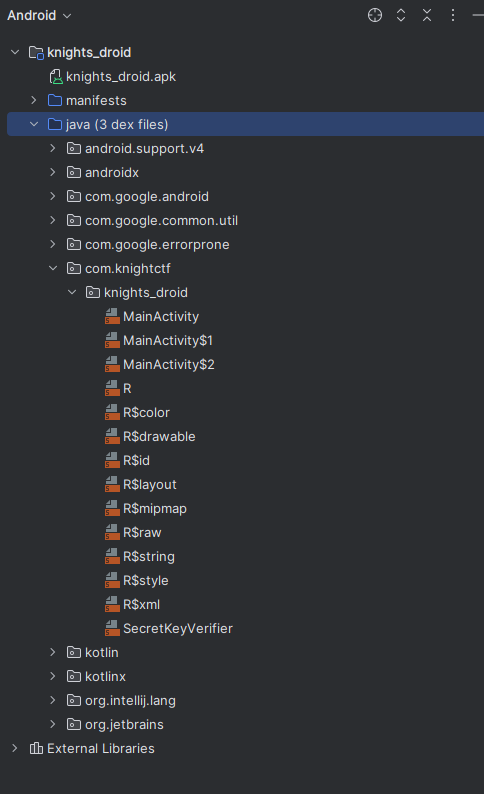 Android
knights_droid
knights_droid.apk
manifests
java (3 dex files)
android.support.v4
androidx
com.google.android
com.google.common.util
com.google.errorprone
com.knightctf
knights_droid
MainActivity
MainActivity$1
MainActivity$2
R
R$color
R$drawable
R$id
R$layout
R$mipmap
R$raw
R$string
R$style
R$xml
SecretKeyVerifier
kotlin
kotlinx
org.intellij.lang
org.jetbrains
External Libraries